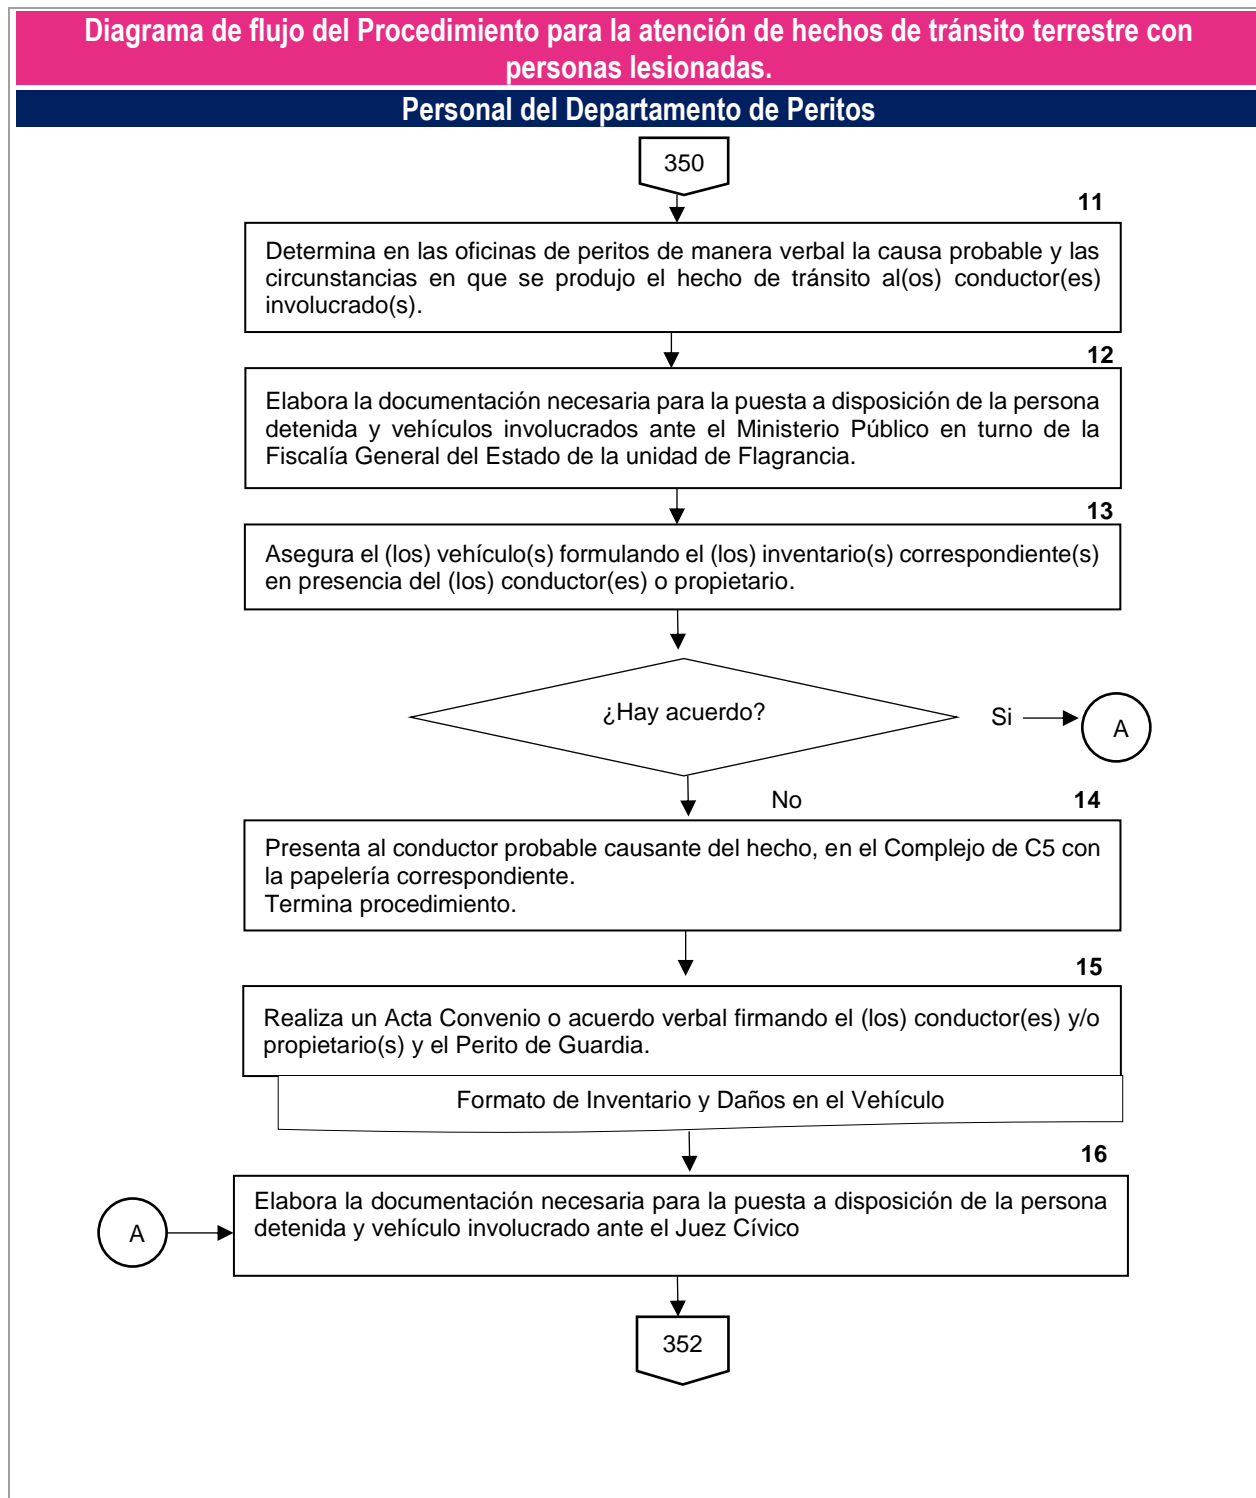 Diagrama de flujo del Procedimiento para la atención de hechos de tránsito terrestre con
personas lesionadas.
Personal del Departamento de Peritos
350
11
Determina en las oficinas de peritos de manera verbal la causa probable y las
circunstancias en que se produjo el hecho de tránsito al(os) conductor(es)
involucrado(s).
12
Elabora la documentación necesaria para la puesta a disposición de la persona
detenida y vehículos involucrados ante el Ministerio Público en turno de la
Fiscalía General del Estado de la unidad de Flagrancia.
13
Asegura el (los) vehículo(s) formulando el (los) inventario(s) correspondiente(s)
en presencia del (los) conductor(es) o propietario.
¿Hay acuerdo?
Si
A
No
14
Presenta al conductor probable causante del hecho, en el Complejo de C5 con
la papelería correspondiente.
Termina procedimiento.
15
Realiza un Acta Convenio o acuerdo verbal firmando el (los) conductor(es) y/o
propietario(s) y el Perito de Guardia.
Formato de Inventario y Daños en el Vehículo
16
Elabora la documentación necesaria para la puesta a disposición de la persona
detenida y vehículo involucrado ante el Juez Cívico
A
352